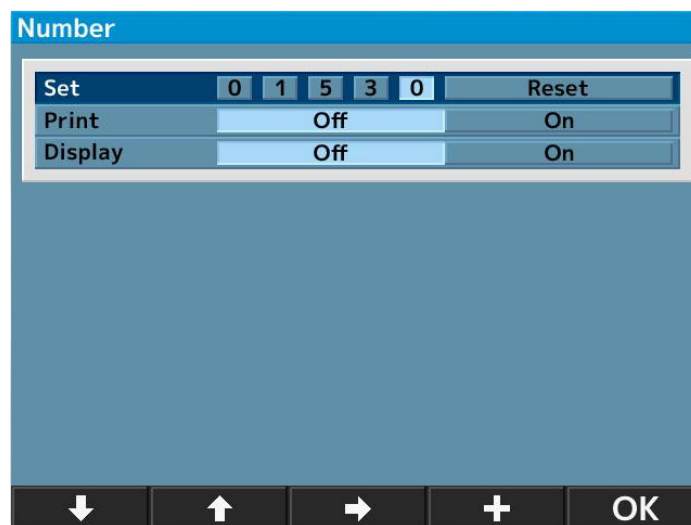 Number
Set 0 1 5 3 0 Reset
Print Off On
Display Off On
OK